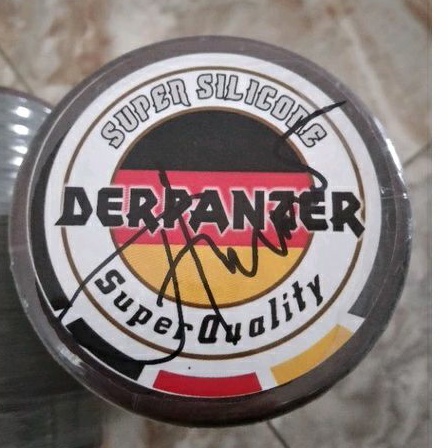 SUPER SILICONE
DERPANZER
Super Quality